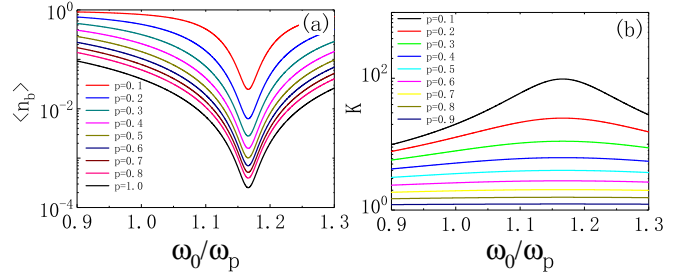 (a)
10^0
10^-2
10^-4
<n_b>
p=0.1
p=0.2
p=0.3
p=0.4
p=0.5
p=0.6
p=0.7
p=0.8
p=1.0
0.9 1.0 1.1 1.2 1.3
ω_0/ω_p
(b)
10^2
10^0
K
p=0.1
p=0.2
p=0.3
p=0.4
p=0.5
p=0.6
p=0.7
p=0.8
p=0.9
0.9 1.0 1.1 1.2 1.3
ω_0/ω_p